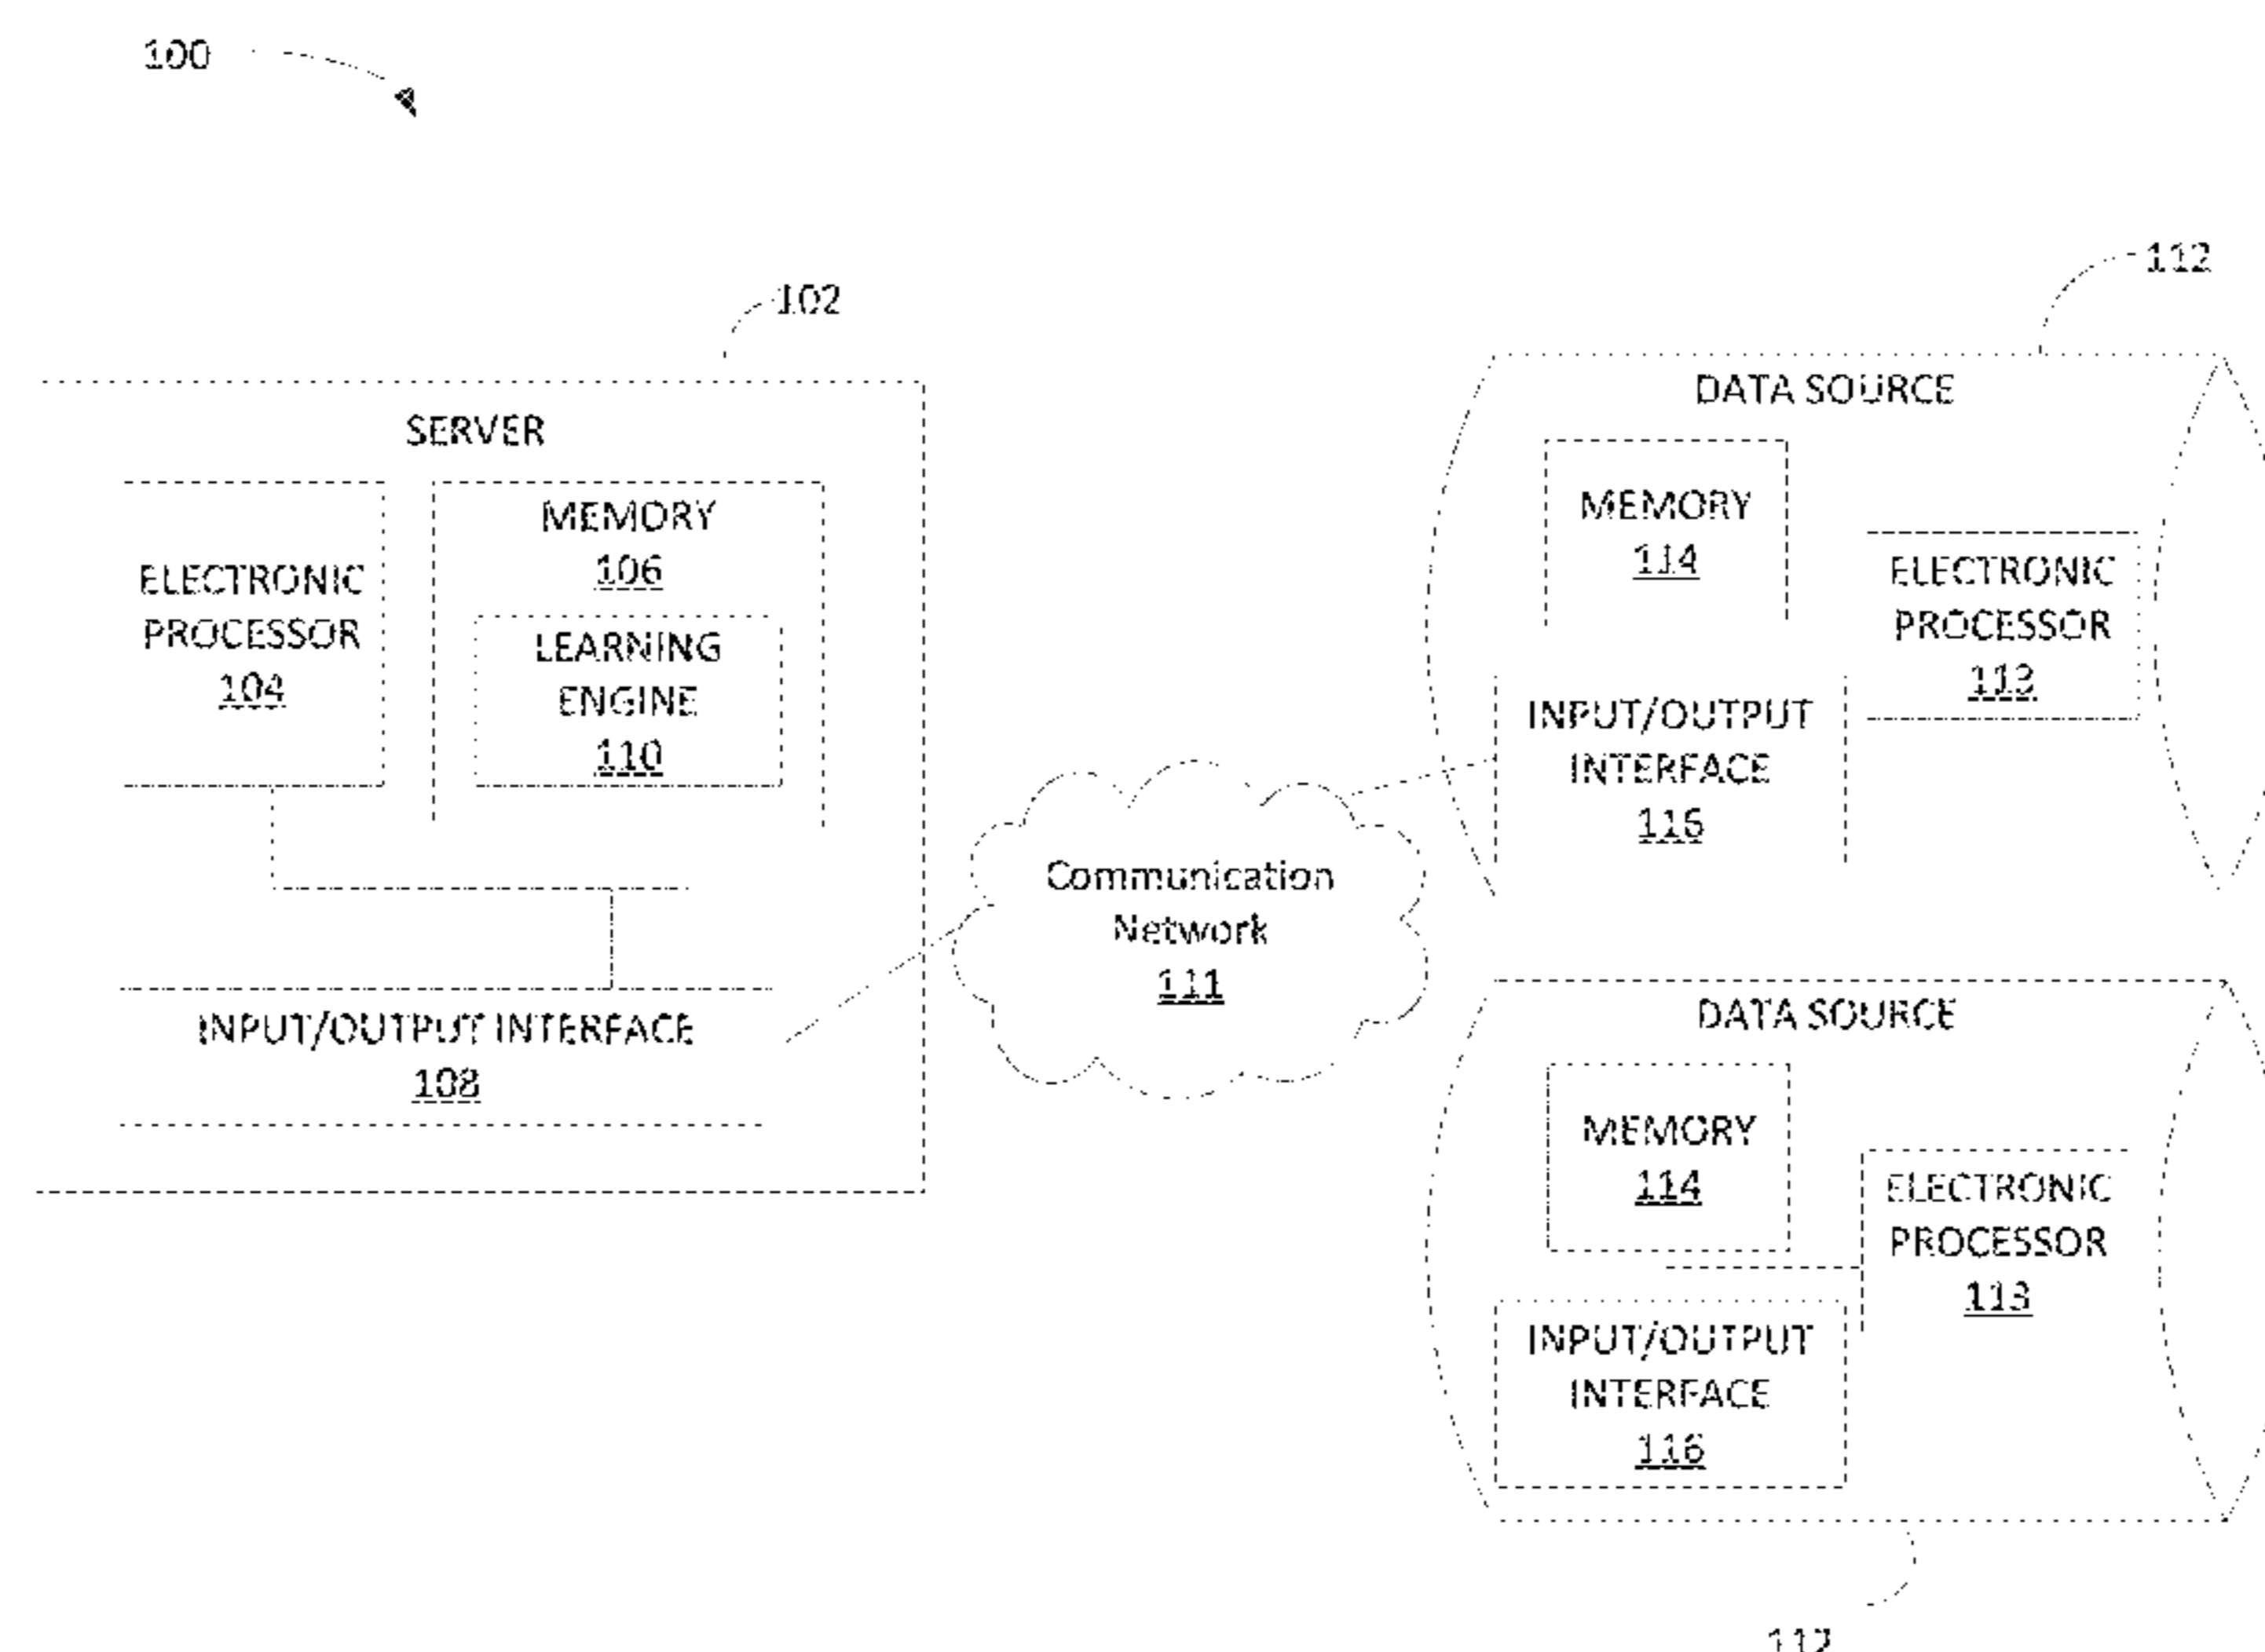 100
102
112
SERVER
ELECTRONIC
PROCESSOR
104
MEMORY
106
LEARNING
ENGINE
110
INPUT/OUTPUT INTERFACE
108
Communication
Network
111
DATA SOURCE
MEMORY
114
ELECTRONIC
PROCESSOR
113
INPUT/OUTPUT
INTERFACE
116
DATA SOURCE
MEMORY
114
ELECTRONIC
PROCESSOR
113
INPUT/OUTPUT
INTERFACE
116
112